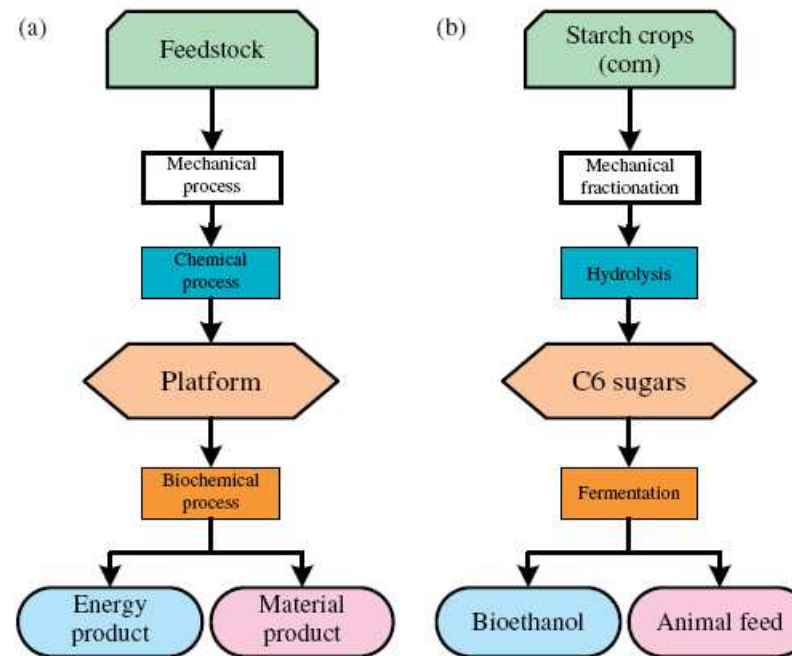 (a)
Feedstock
Mechanical
process
Chemical
process
Platform
Biochemical
process
Energy
product
Material
product
(b)
Starch crops
(corn)
Mechanical
fractionation
Hydrolysis
C6 sugars
Fermentation
Bioethanol
Animal feed